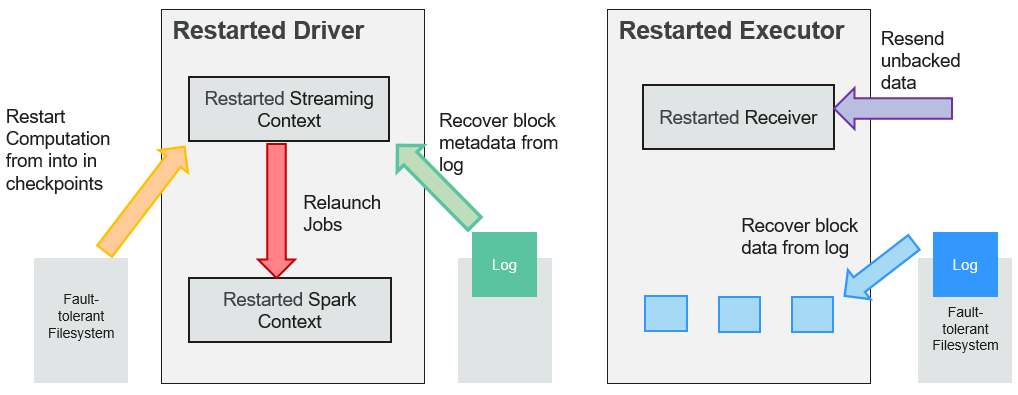 Restarted Driver
Restarted Streaming
Context
Restart
Computation
from into in
checkpoints
Recover block
metadata from
log
Relaunch
Jobs
Log
Fault-
tolerant
Filesystem
Restarted Spark
Context
Restarted Executor
Resend
unbacked
data
Restarted Receiver
Recover block
data from log
Log
Fault-
tolerant
Filesystem